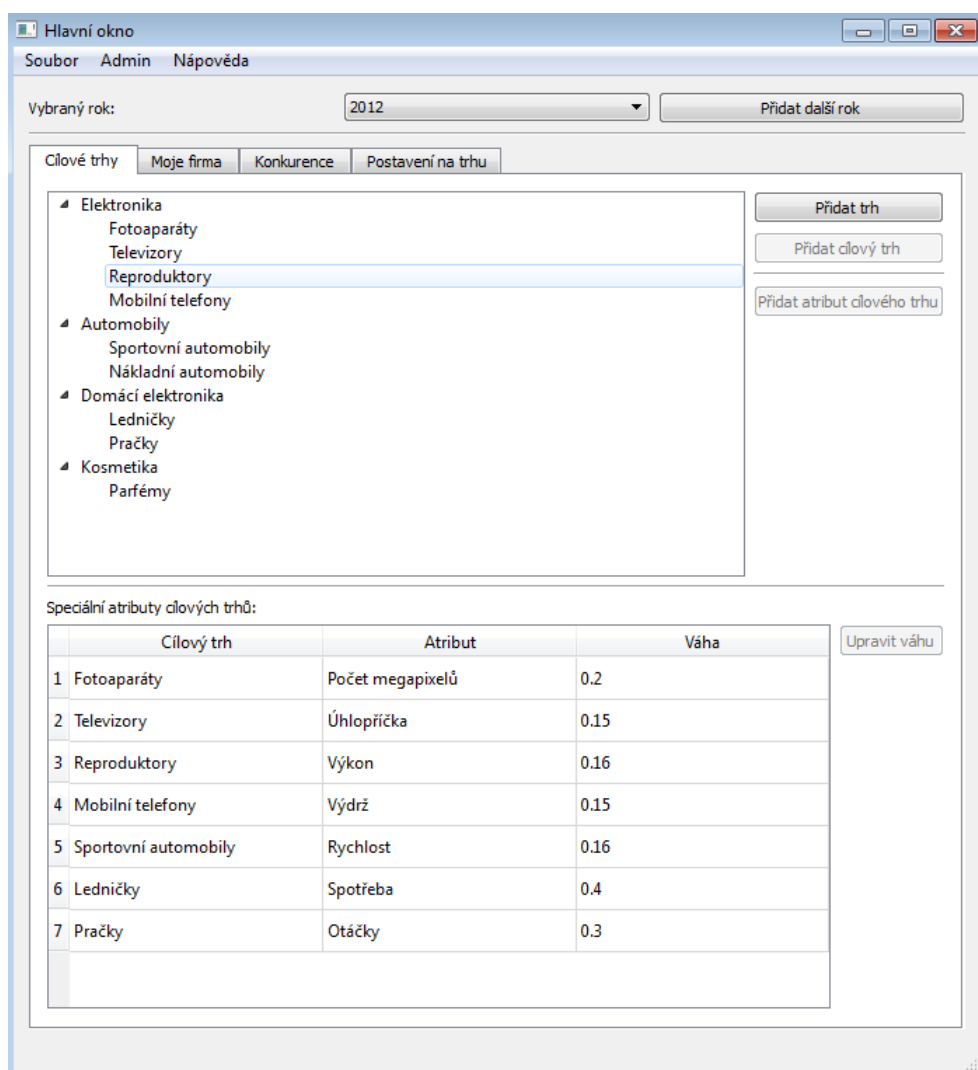 Hlavní okno
Soubor Admin Nápověda
Vybraný rok: 2012 Přidat další rok
Cílové trhy Moje firma Konkurence Postavení na trhu
Elektronika
Fotoaparáty
Televizory
Reproduktory
Mobilní telefony
Automobily
Sportovní automobily
Nákladní automobily
Domácí elektronika
Ledničky
Pračky
Kosmetika
Parfémy
Přidat trh
Přidat cílový trh
Přidat atribut cílového trhu
Speciální atributy cílových trhů:
Cílový trh Atribut Váha
1 Fotoaparáty Počet megapixelů 0.2
2 Televizory Úhlopříčka 0.15
3 Reproduktory Výkon 0.16
4 Mobilní telefony Výdrž 0.15
5 Sportovní automobily Rychlost 0.16
6 Ledničky Spotřeba 0.4
7 Pračky Otáčky 0.3
Upravit váhu